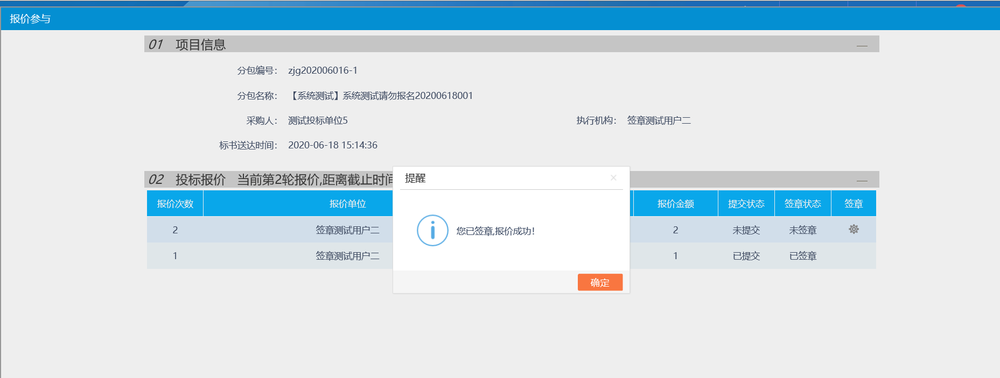 报价参与
01 项目信息
分包编号： zjg202006016-1
分包名称： 【系统测试】系统测试请勿报名20200618001
采购人： 测试投标单位5 执行机构： 签章测试用户二
标书送达时间： 2020-06-18 15:14:36
02 投标报价 当前第2轮报价,距离截止时间
提醒
报价次数 报价单位 报价金额 提交状态 签章状态 签章
2 签章测试用户二 2 未提交 未签章
您已签章,报价成功！
1 签章测试用户二 1 已提交 已签章
确定